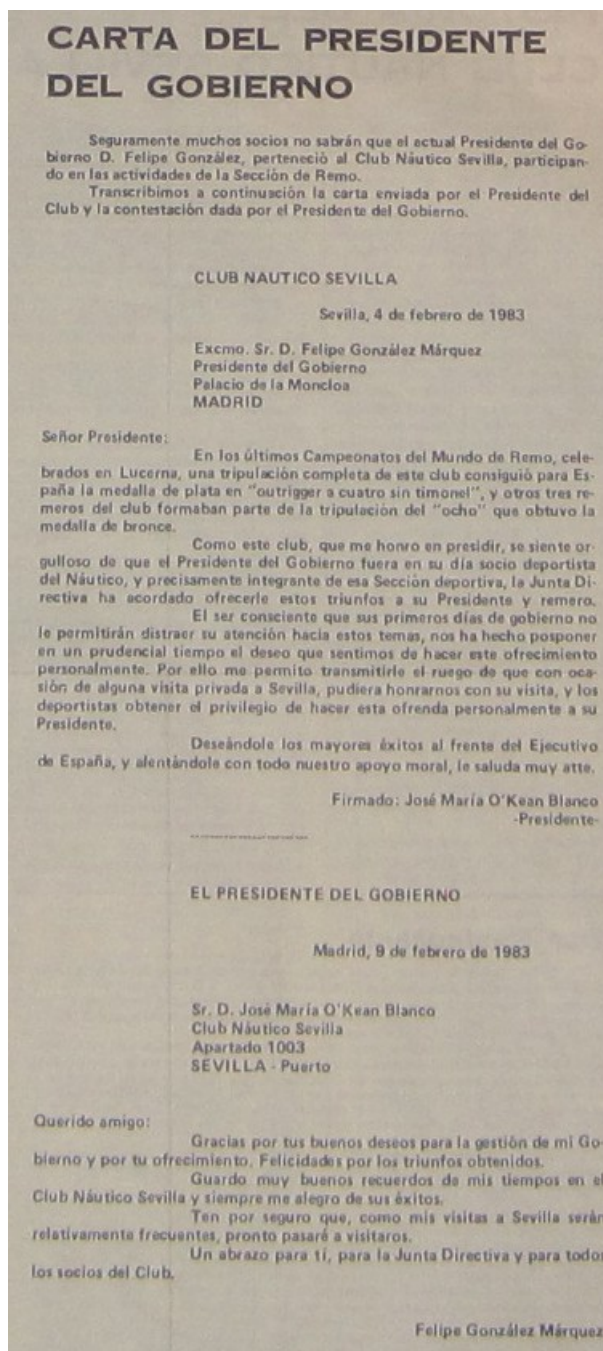 CARTA DEL PRESIDENTE
DEL GOBIERNO
Seguramente muchos socios no sabrán que el actual Presidente del Go-
bierno D. Felipe González, perteneció al Club Náutico Sevilla, participan-
do en las actividades de la Sección de Remo.
Transcribimos a continuación la carta enviada por el Presidente del
Club y la contestación dada por el Presidente del Gobierno.
CLUB NAUTICO SEVILLA
Sevilla, 4 de febrero de 1983
Excmo. Sr. D. Felipe González Márquez
Presidente del Gobierno
Palacio de la Moncloa
MADRID
Señor Presidente:
En los últimos Campeonatos del Mundo de Remo, cele-
brados en Lucerna, una tripulación completa de este club consiguió para Es-
paña la medalla de plata en "outrigger a cuatro sin timonel", y otros tres re-
meros del club formaban parte de la tripulación del "ocho" que obtuvo la
medalla de bronce.
Como este club, que me honro en presidir, se siente or-
gulloso de que el Presidente del Gobierno fuera en su día socio deportista
del Náutico, y precisamente integrante de esa Sección deportiva, la Junta Di-
rectiva ha acordado ofrecerle estos triunfos a su Presidente y remero.
El ser consciente que sus primeros días de gobierno no
le permitirán distraer su atención hacia estos temas, nos ha hecho posponer
en un prudencial tiempo el deseo que sentimos de hacer este ofrecimiento
personalmente. Por ello me permito transmitirle el ruego de que con oca-
sión de alguna visita privada a Sevilla, pudiera honrarnos con su visita, y los
deportistas obtener el privilegio de hacer esta ofrenda personalmente a su
Presidente.
Deseándole los mayores éxitos al frente del Ejecutivo
de España, y alentándole con todo nuestro apoyo moral, le saluda muy atte.
Firmado: José María O'Kean Blanco
-Presidente-
EL PRESIDENTE DEL GOBIERNO
Madrid, 9 de febrero de 1983
Sr. D. José María O'Kean Blanco
Club Náutico Sevilla
Apartado 1003
SEVILLA - Puerto
Querido amigo:
Gracias por tus buenos deseos para la gestión de mi Go-
bierno y por tu ofrecimiento. Felicidades por los triunfos obtenidos.
Guardo muy buenos recuerdos de mis tiempos en el
Club Náutico Sevilla y siempre me alegro de sus éxitos.
Ten por seguro que, como mis visitas a Sevilla serán
relativamente frecuentes, pronto pasaré a visitaros.
Un abrazo para tí, para la Junta Directiva y para todos
los socios del Club.
Felipe González Márquez